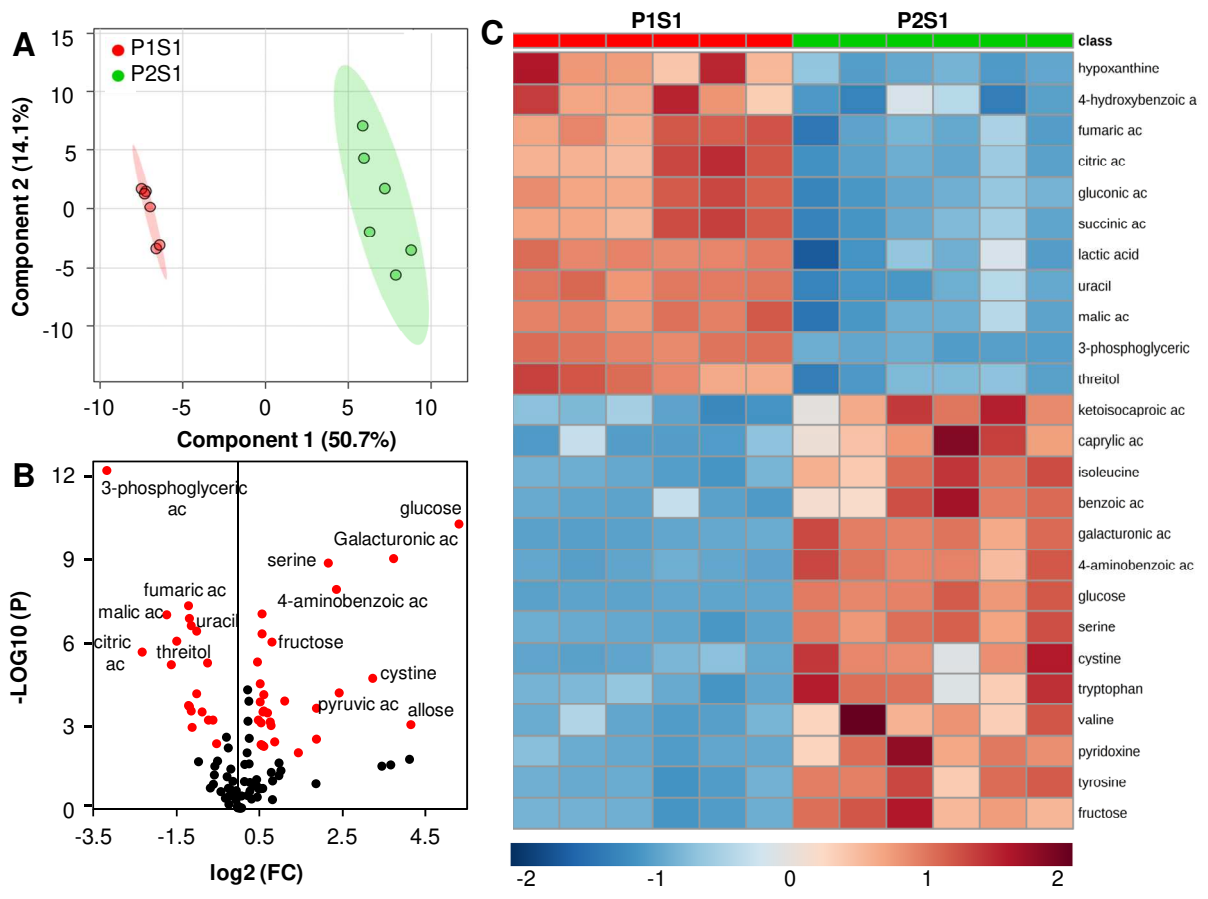 A
P1S1
P2S1
15
10
5
0
-5
-10
-10
-5
0
5
10
Component 2 (14.1%)
Component 1 (50.7%)
B
12
9
6
3
0
-3.5
-1.5
0.5
2.5
4.5
-LOG10 (P)
log2 (FC)
3-phosphoglyceric
ac
glucose
Galacturonic ac
serine
4-aminobenzoic ac
fumaric ac
malic ac
uracil
citric
ac
threitol
fructose
cystine
pyruvic ac
allose
C
P1S1
P2S1
class
hypoxanthine
4-hydroxybenzoic a
fumaric ac
citric ac
gluconic ac
succinic ac
lactic acid
uracil
malic ac
3-phosphoglyceric
threitol
ketoisocaproic ac
caprylic ac
isoleucine
benzoic ac
galacturonic ac
4-aminobenzoic ac
glucose
serine
cystine
tryptophan
valine
pyridoxine
tyrosine
fructose
-2
-1
0
1
2